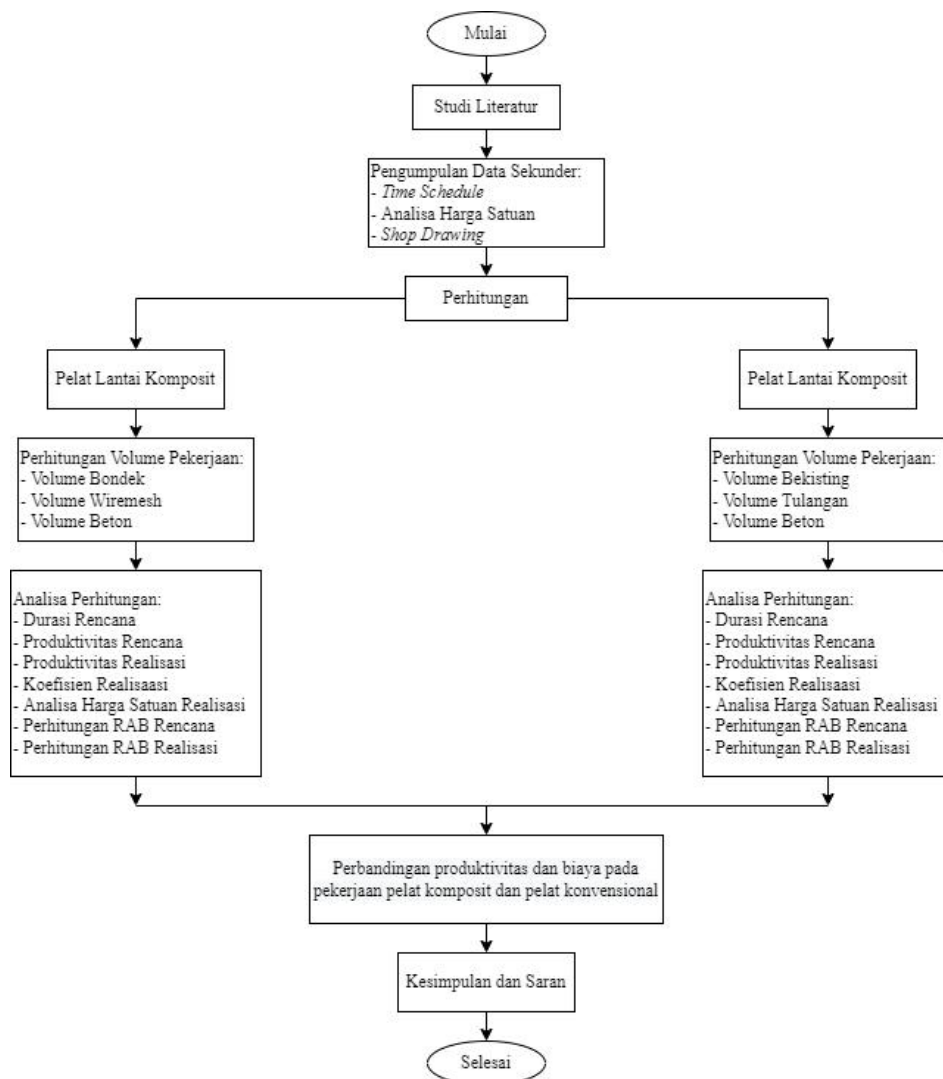 Mulai
Studi Literatur
Pengumpulan Data Sekunder:
- Time Schedule
- Analisa Harga Satuan
- Shop Drawing
Perhitungan
Pelat Lantai Komposit
Perhitungan Volume Pekerjaan:
- Volume Bondek
- Volume Wiremesh
- Volume Beton
Analisa Perhitungan:
- Durasi Rencana
- Produktivitas Rencana
- Produktivitas Realisasi
- Koefisien Realisaasi
- Analisa Harga Satuan Realisasi
- Perhitungan RAB Rencana
- Perhitungan RAB Realisasi
Pelat Lantai Komposit
Perhitungan Volume Pekerjaan:
- Volume Bekisting
- Volume Tulangan
- Volume Beton
Analisa Perhitungan:
- Durasi Rencana
- Produktivitas Rencana
- Produktivitas Realisasi
- Koefisien Realisaasi
- Analisa Harga Satuan Realisasi
- Perhitungan RAB Rencana
- Perhitungan RAB Realisasi
Perbandingan produktivitas dan biaya pada
pekerjaan pelat komposit dan pelat konvensional
Kesimpulan dan Saran
Selesai